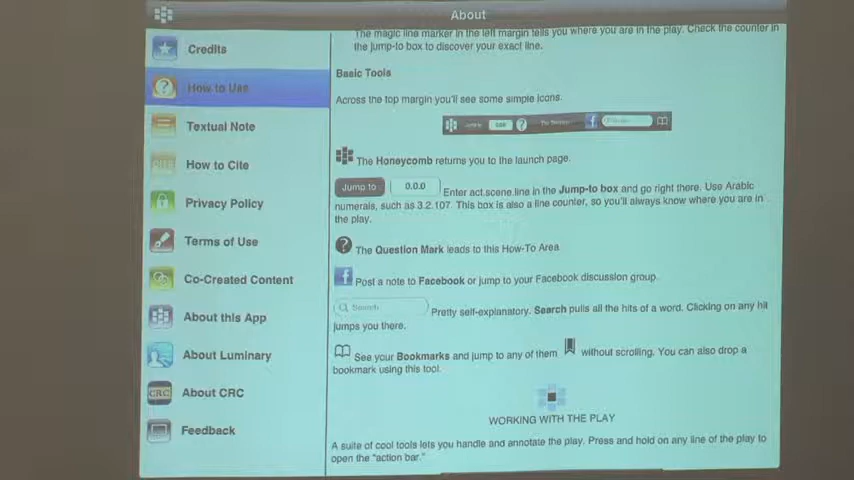 About
Credits
How to Use
Textual Note
How to Cite
Privacy Policy
Terms of Use
Co-Created Content
About this App
About Luminary
CRC
About CRC
Feedback
The magic line marker in the left margin tells you where you are in the play. Check the counter in
the jump-to box to discover your exact line.
Basic Tools
Across the top margin you'll see some simple icons.
The Honeycomb returns you to the launch page.
Jump to 0.0.0 Enter act.scene.line in the Jump-to box and go right there. Use Arabic
numerals, such as 3.2.107. This box is also a line counter, so you'll always know where you are in
the play.
The Question Mark leads to this How-To Area
Post a note to Facebook or jump to your Facebook discussion group.
Search Pretty self-explanatory. Search pulls all the hits of a word. Clicking on any hit
jumps you there.
See your Bookmarks and jump to any of them without scrolling. You can also drop a
bookmark using this tool.
WORKING WITH THE PLAY
A suite of cool tools lets you handle and annotate the play. Press and hold on any line of the play to
open the "action bar."